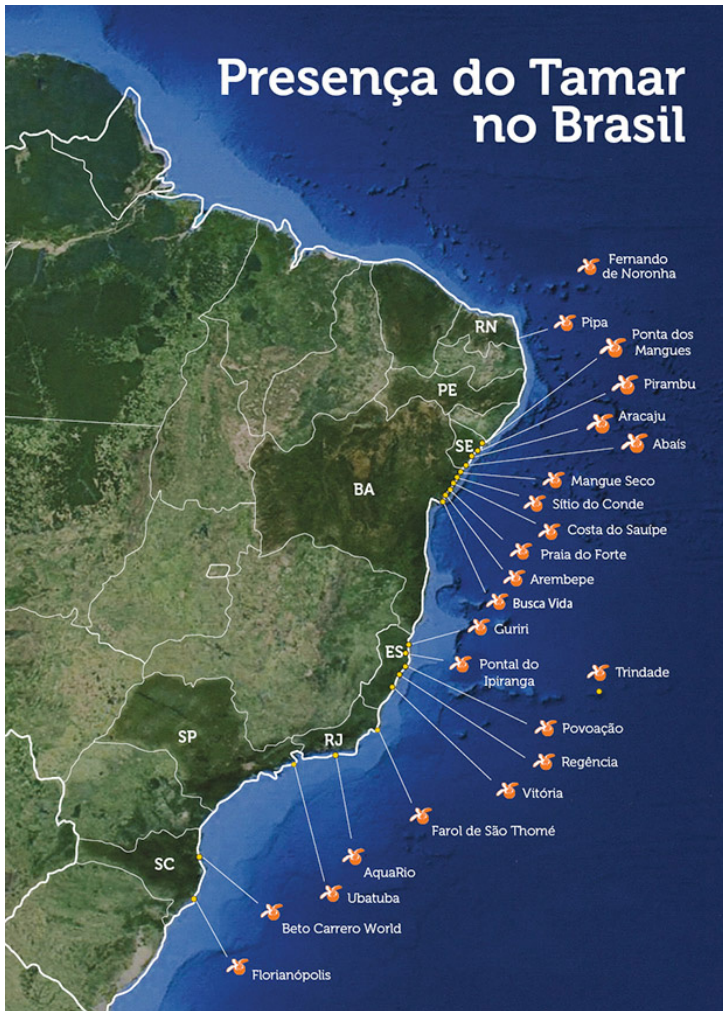 Presença do Tamar
no Brasil
Fernando
de Noronha
RN
Pipa
Ponta dos
Mangues
PE
Pirambu
Aracaju
SE
Abaís
BA
Mangue Seco
Sítio do Conde
Costa do Sauípe
Praia do Forte
Arembepe
Busca Vida
Guriri
ES
Pontal do
Ipiranga
Trindade
Povoação
SP
RJ
Regência
Vitória
Farol de São Thomé
SC
AquaRio
Ubatuba
Beto Carrero World
Florianópolis